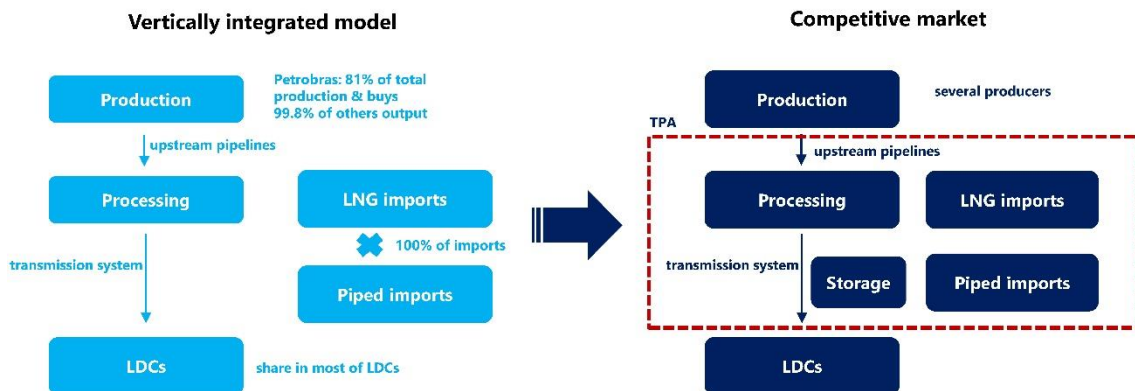 Vertically integrated model
Production
Petrobras: 81% of total
production & buys
99.8% of others output
upstream pipelines
Processing
LNG imports
100% of imports
transmission system
Piped imports
LDCs
share in most of LDCs
Competitive market
Production
several producers
TPA
upstream pipelines
Processing
LNG imports
transmission system
Storage
Piped imports
LDCs